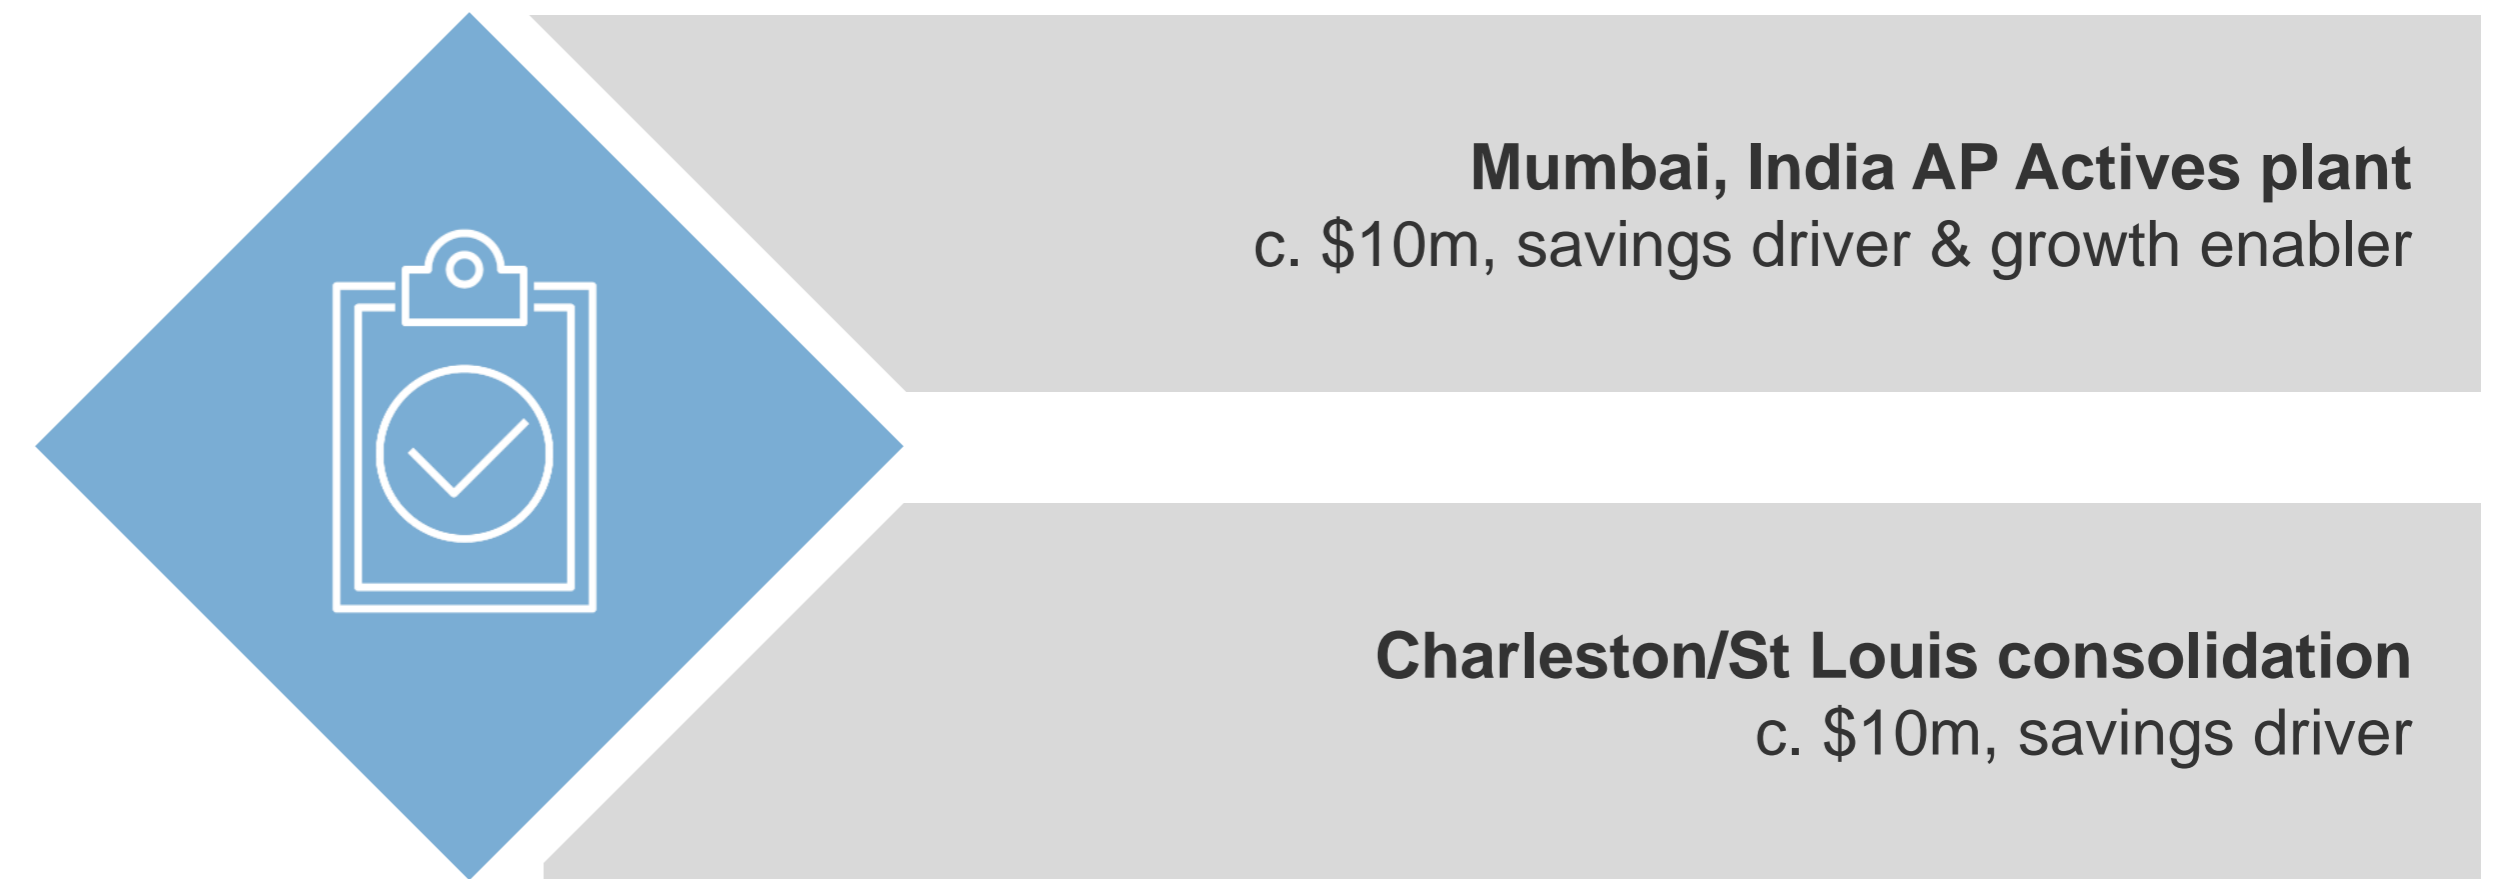 Mumbai, India AP Actives plant
c. $10m, savings driver & growth enabler
Charleston/St Louis consolidation
c. $10m, savings driver